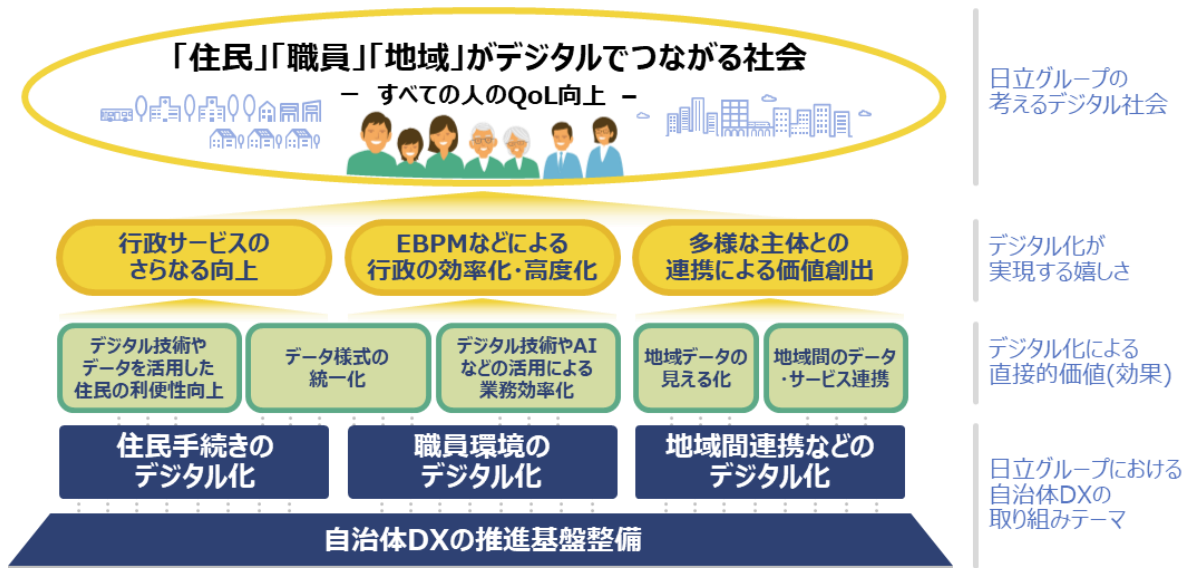 「住民」「職員」「地域」がデジタルでつながる社会
― すべての人のQoL向上 ―
日立グループの
考えるデジタル社会
行政サービスの
さらなる向上
EBPMなどによる
行政の効率化・高度化
多様な主体との
連携による価値創出
デジタル化が
実現する嬉しさ
デジタル技術や
データを活用した
住民の利便性向上
データ様式の
統一化
デジタル技術やAI
などの活用による
業務効率化
地域データの
見える化
地域間のデータ
・サービス連携
デジタル化による
直接的価値(効果)
住民手続きの
デジタル化
職員環境の
デジタル化
地域間連携などの
デジタル化
日立グループにおける
自治体DXの
取り組みテーマ
自治体DXの推進基盤整備